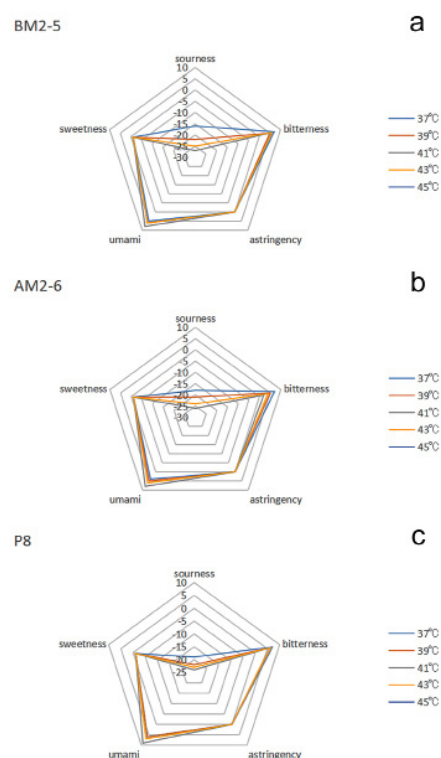 BM2-5
a
sourness
10
5
0
-5
-10
-15
-20
-25
-30
sweetness
bitterness
umami
astringency
37℃
39℃
41℃
43℃
45℃
AM2-6
b
sourness
10
5
0
-5
-10
-15
-20
-25
-30
sweetness
bitterness
umami
astringency
37℃
39℃
41℃
43℃
45℃
P8
c
sourness
10
5
0
-5
-10
-15
-20
-25
sweetness
bitterness
umami
astringency
37℃
39℃
41℃
43℃
45℃